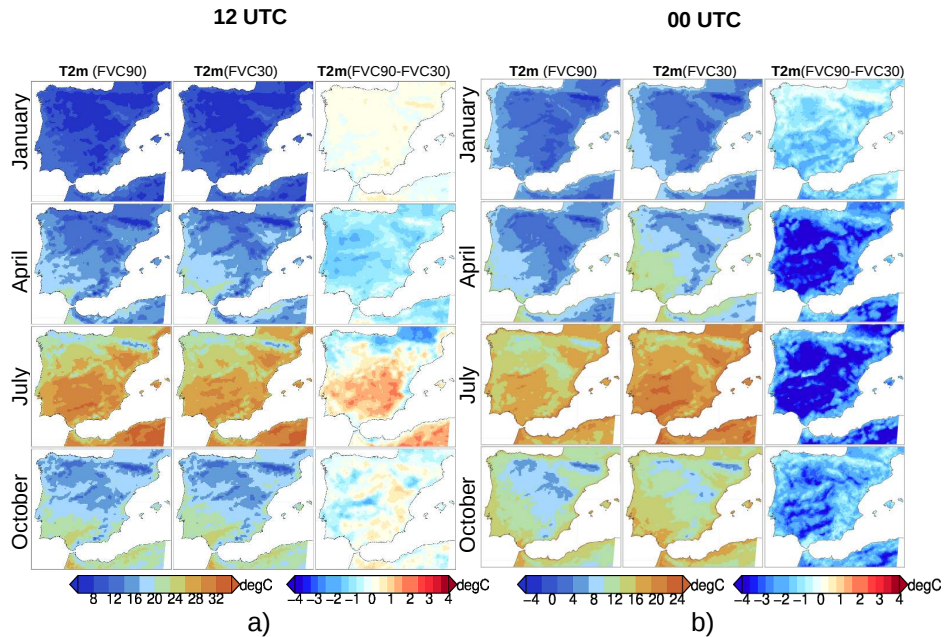 12 UTC
00 UTC
T2m (FVC90)
T2m(FVC30)
T2m(FVC90-FVC30)
T2m (FVC90)
T2m(FVC30)
T2m(FVC90-FVC30)
January
January
April
April
July
July
October
October
degC
8 12 16 20 24 28 32
degC
−4 −3 −2 −1 0 1 2 3 4
degC
−4 0 4 8 12 16 20 24
degC
−4 −3 −2 −1 0 1 2 3 4
a)
b)